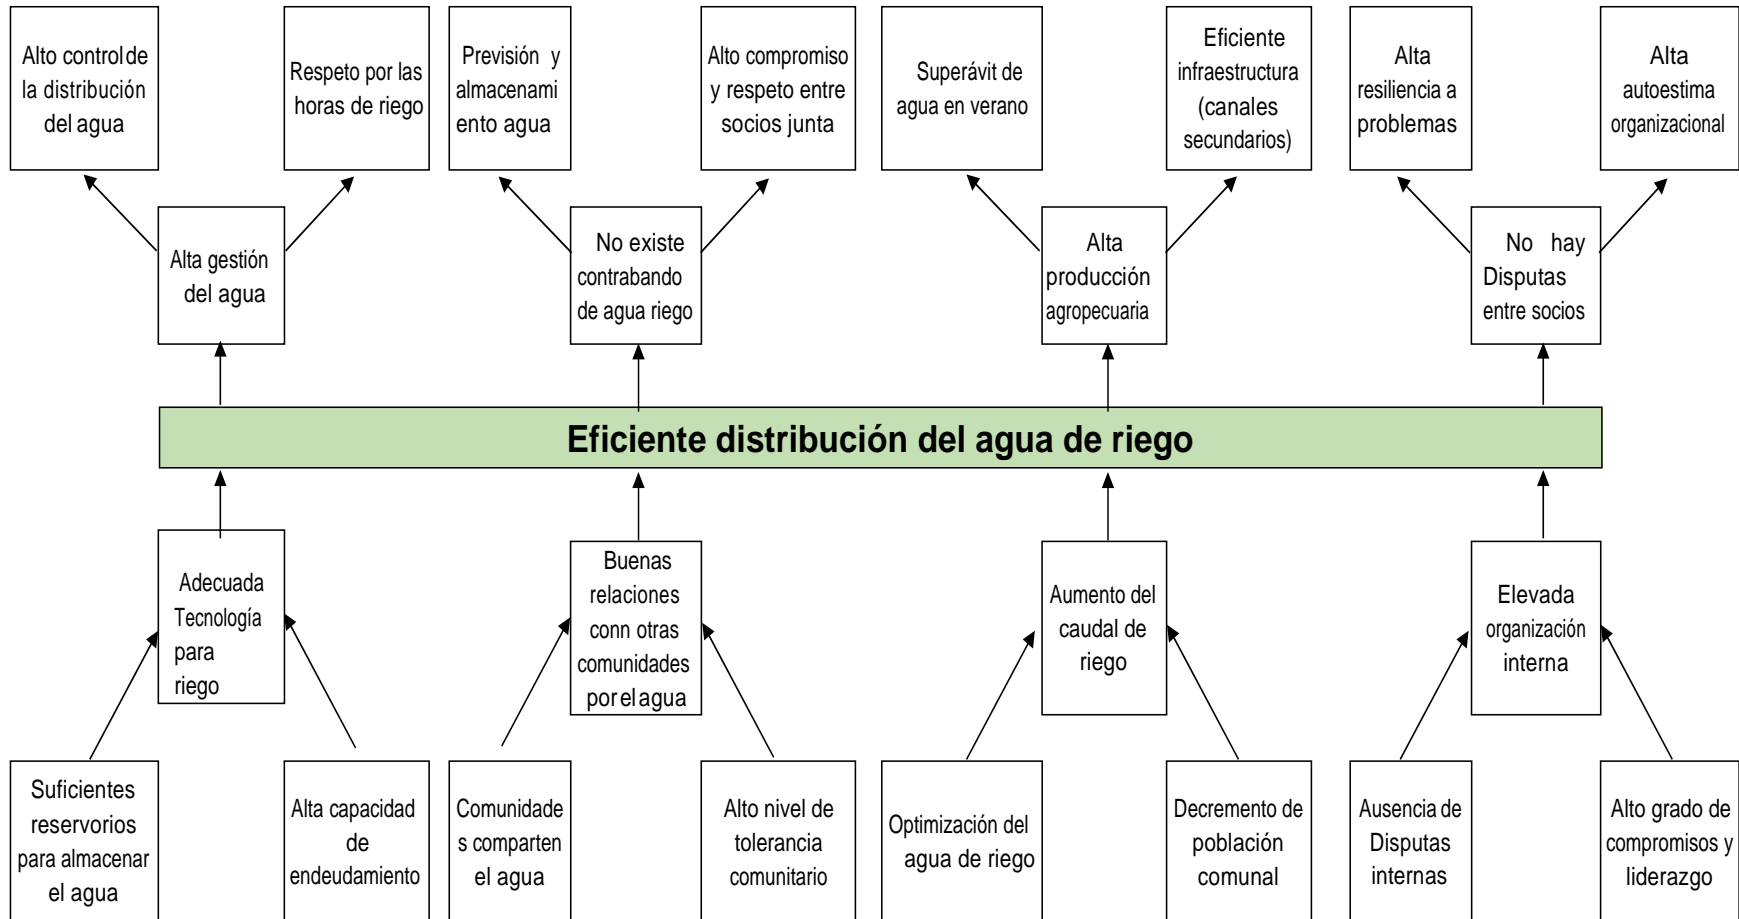 Alto control de
la distribución
del agua
Respeto por las
horas de riego
Previsión y
almacenami
ento agua
Alto compromiso
y respeto entre
socios junta
Superávit de
agua en verano
Eficiente
infraestructura
(canales
secundarios)
Alta
resiliencia a
problemas
Alta
autoestima
organizacional
Alta gestión
del agua
No existe
contrabando
de agua riego
Alta
producción
agropecuaria
No hay
Disputas
entre socios
Eficiente distribución del agua de riego
Adecuada
Tecnología
para
riego
Buenas
relaciones
conn otras
comunidades
por el agua
Aumento del
caudal de
riego
Elevada
organización
interna
Suficientes
reservorios
para almacenar
el agua
Alta capacidad
de
endeudamiento
Comunidade
s comparten
el agua
Alto nivel de
tolerancia
comunitario
Optimización del
agua de riego
Decremento de
población
comunal
Ausencia de
Disputas
internas
Alto grado de
compromisos y
liderazgo